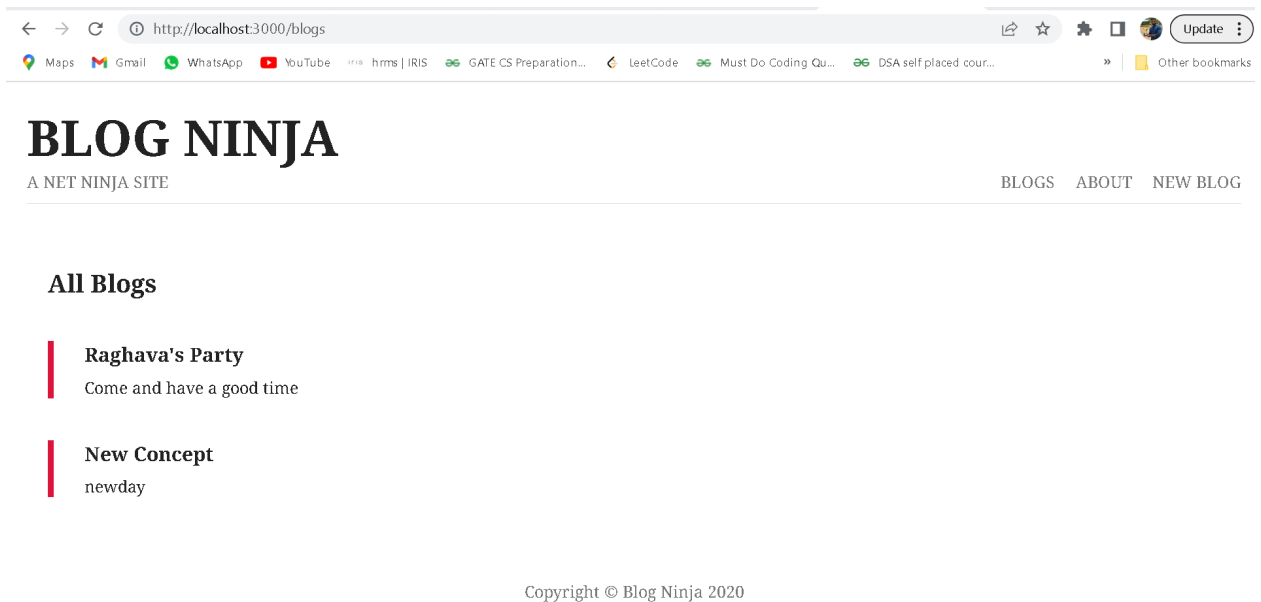 http://localhost:3000/blogs
Update
Maps Gmail WhatsApp YouTube hrms | IRIS GATE CS Preparation... LeetCode Must Do Coding Qu... DSA self placed cour... » Other bookmarks
BLOG NINJA
A NET NINJA SITE BLOGS ABOUT NEW BLOG
All Blogs
Raghava's Party
Come and have a good time
New Concept
newday
Copyright © Blog Ninja 2020